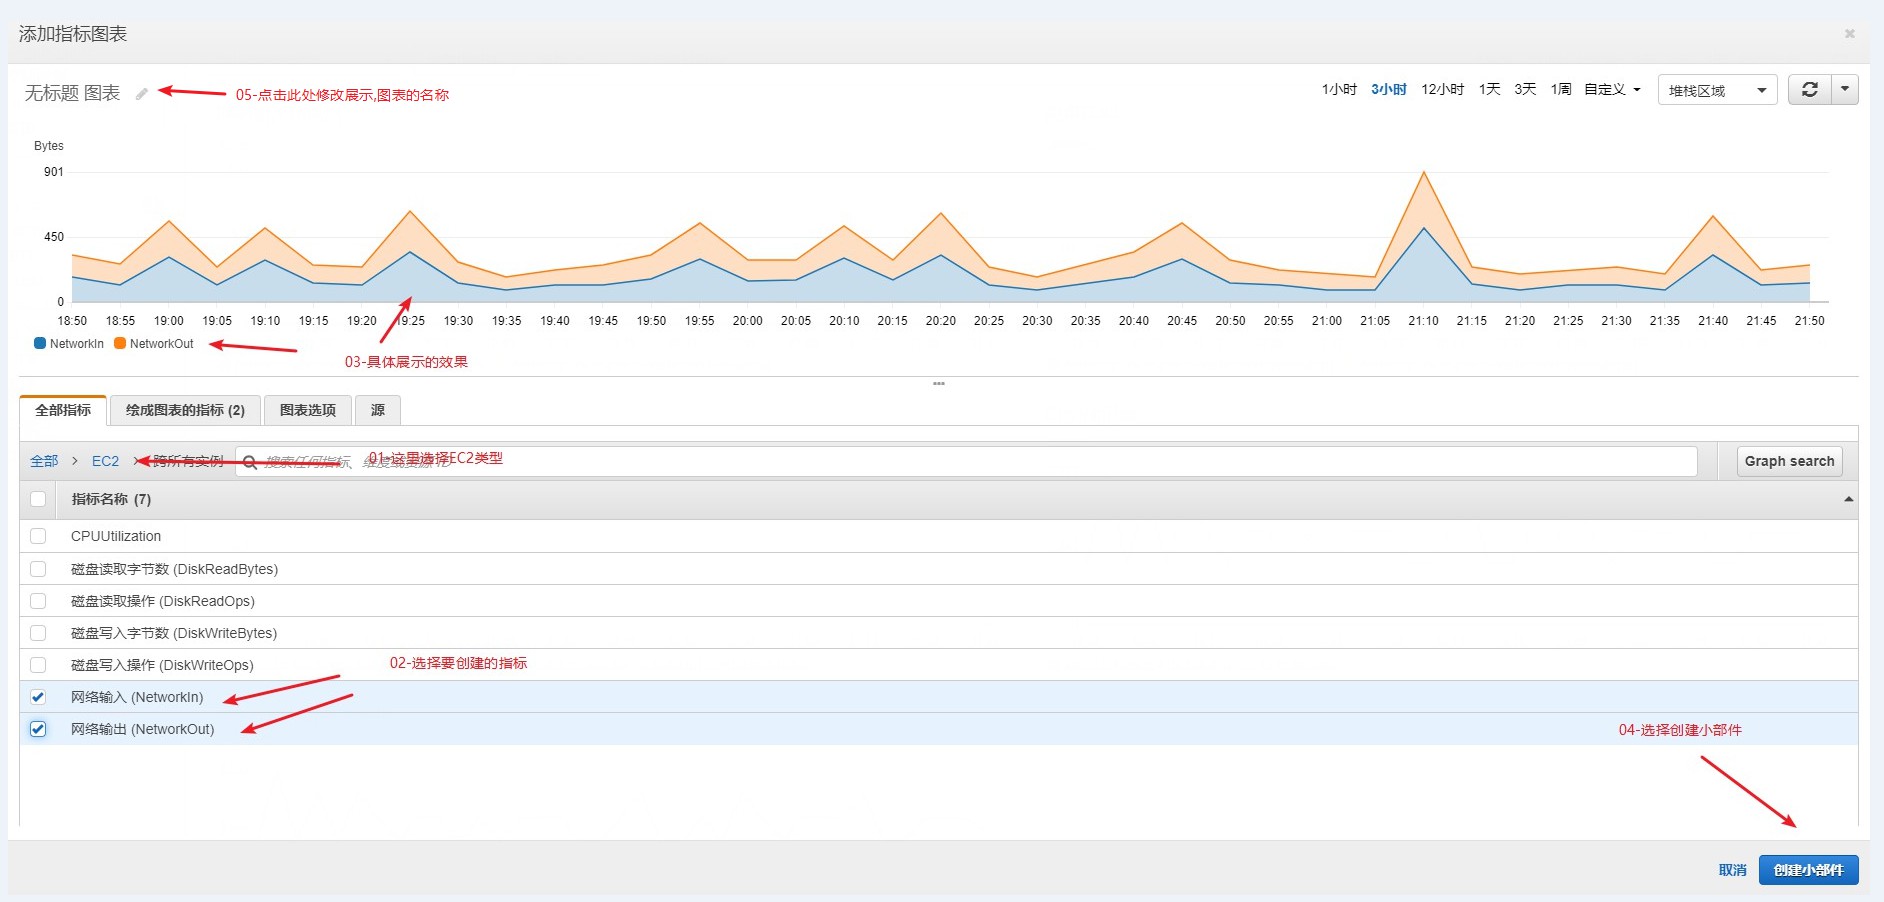 添加指标图表
无标题 图表
05-点击此处修改展示,图表的名称
1小时 3小时 12小时 1天 3天 1周 自定义
堆栈区域
Bytes
901
450
0
18:50 18:55 19:00 19:05 19:10 19:15 19:20 19:25 19:30 19:35 19:40 19:45 19:50 19:55 20:00 20:05 20:10 20:15 20:20 20:25 20:30 20:35 20:40 20:45 20:50 20:55 21:00 21:05 21:10 21:15 21:20 21:25 21:30 21:35 21:40 21:45 21:50
NetworkIn NetworkOut
03-具体展示的效果
全部指标 绘成图表的指标 (2) 图表选项 源
全部 > EC2 > 跨所有实例
搜索任何指标、维度或资源 ID
01-这里选择EC2类型
Graph search
指标名称 (7)
CPUUtilization
磁盘读取字节数 (DiskReadBytes)
磁盘读取操作 (DiskReadOps)
磁盘写入字节数 (DiskWriteBytes)
磁盘写入操作 (DiskWriteOps)
02-选择要创建的指标
网络输入 (NetworkIn)
网络输出 (NetworkOut)
04-选择创建小部件
取消 创建小部件